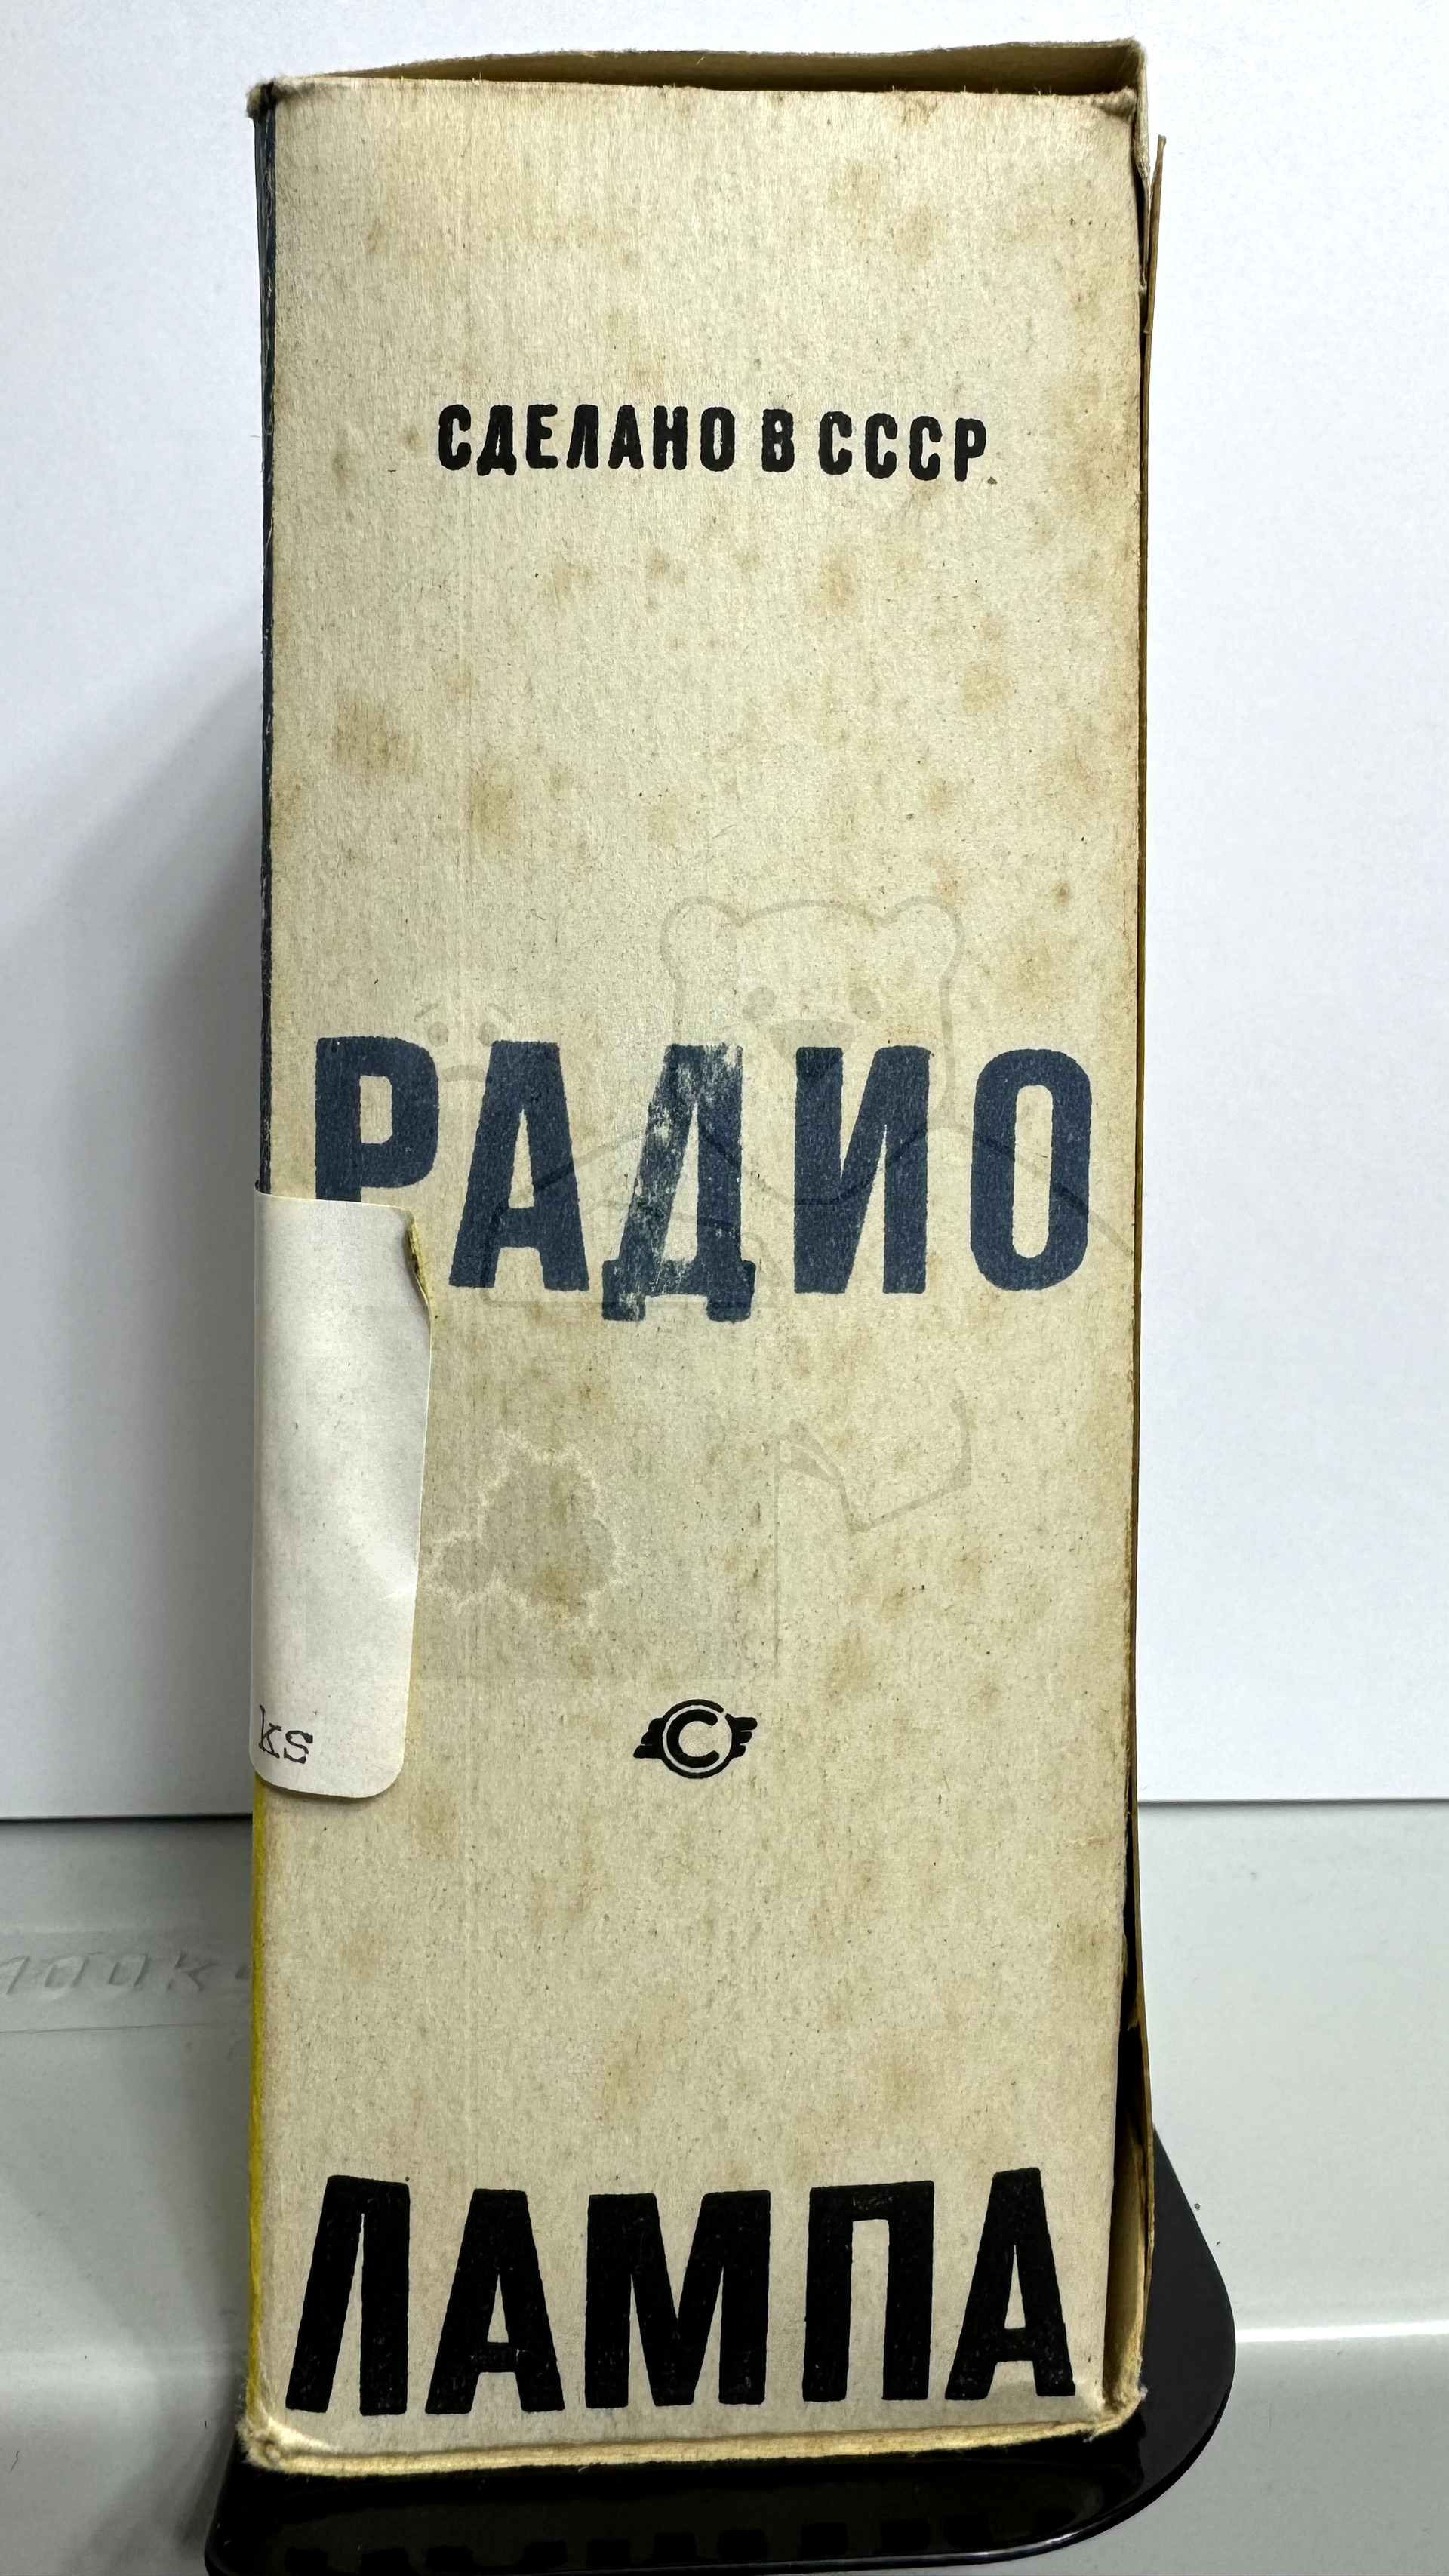 СДЕЛАНО В СССР
РАДИО
ks
С
ЛАМПА